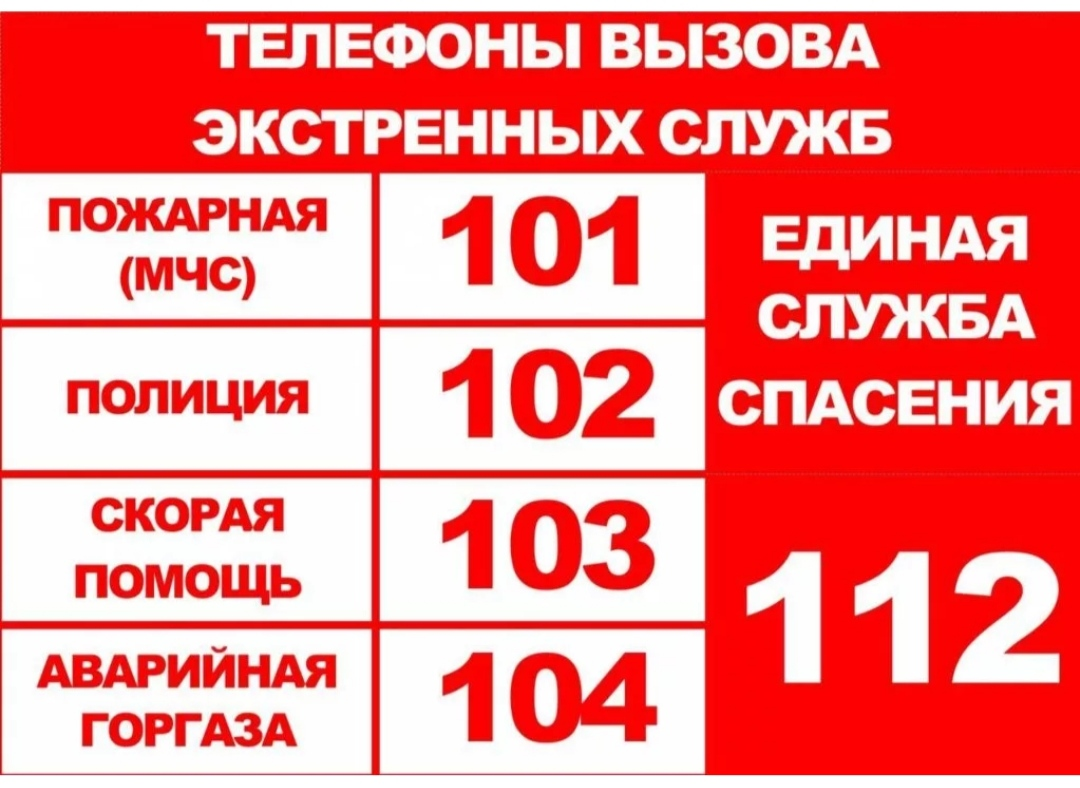 ТЕЛЕФОНЫ ВЫЗОВА
ЭКСТРЕННЫХ СЛУЖБ
ПОЖАРНАЯ
(МЧС)
101
ПОЛИЦИЯ
102
СКОРАЯ
ПОМОЩЬ
103
АВАРИЙНАЯ
ГОРГАЗА
104
ЕДИНАЯ
СЛУЖБА
СПАСЕНИЯ
112